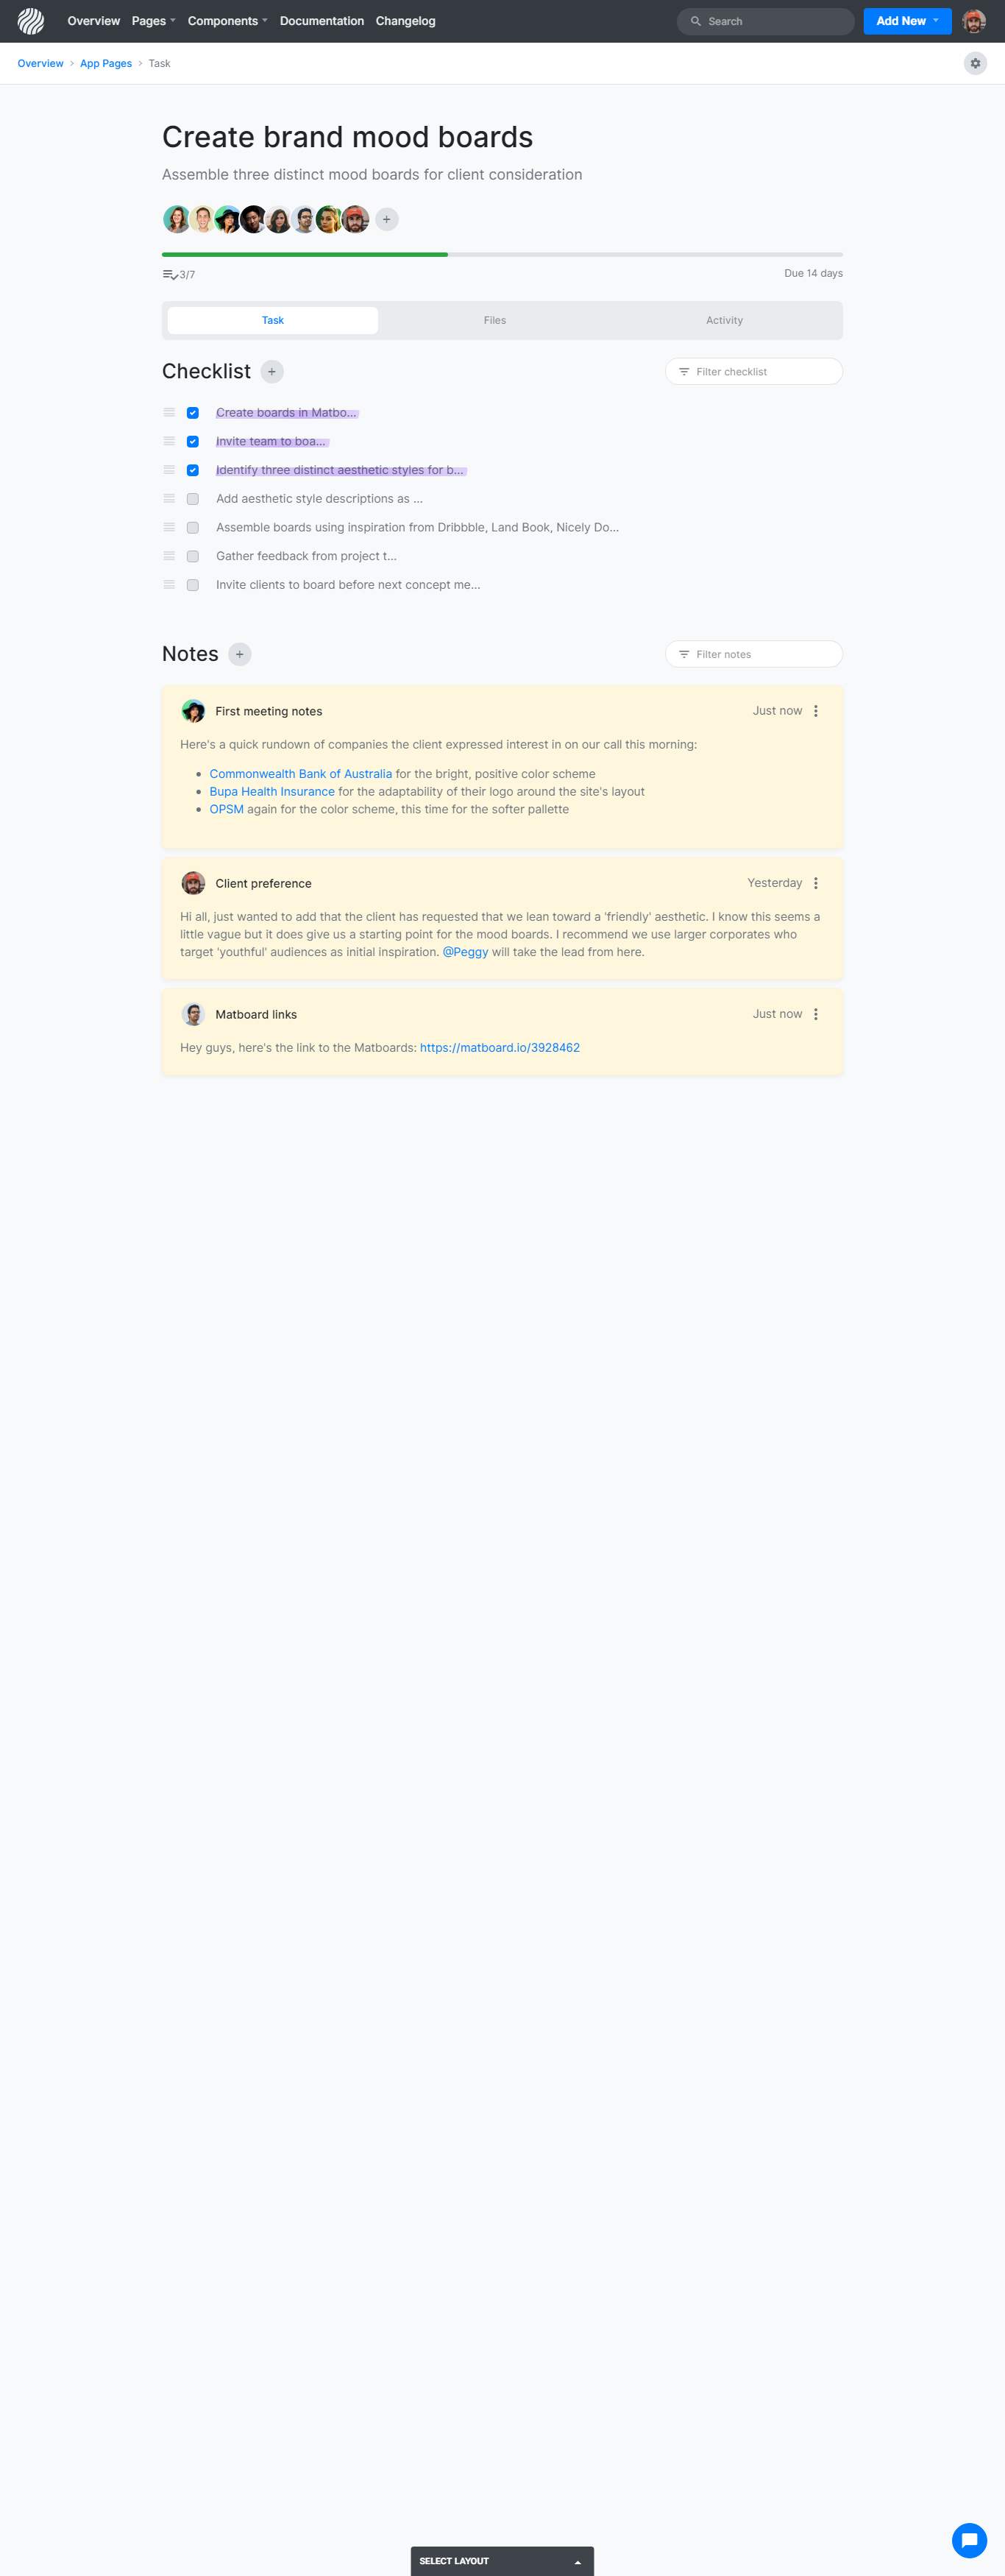 Overview Pages Components Documentation Changelog Search Add New
Overview App Pages Task
Create brand mood boards
Assemble three distinct mood boards for client consideration
3/7 Due 14 days
Task Files Activity
Checklist Filter checklist
Create boards in Matbo...
Invite team to boa...
Identify three distinct aesthetic styles for b...
Add aesthetic style descriptions as ...
Assemble boards using inspiration from Dribbble, Land Book, Nicely Do...
Gather feedback from project t...
Invite clients to board before next concept me...
Notes Filter notes
First meeting notes Just now
Here's a quick rundown of companies the client expressed interest in on our call this morning:
Commonwealth Bank of Australia for the bright, positive color scheme
Bupa Health Insurance for the adaptability of their logo around the site's layout
OPSM again for the color scheme, this time for the softer pallette
Client preference Yesterday
Hi all, just wanted to add that the client has requested that we lean toward a 'friendly' aesthetic. I know this seems a
little vague but it does give us a starting point for the mood boards. I recommend we use larger corporates who
target 'youthful' audiences as initial inspiration. @Peggy will take the lead from here.
Matboard links Just now
Hey guys, here's the link to the Matboards: https://matboard.io/3928462
SELECT LAYOUT